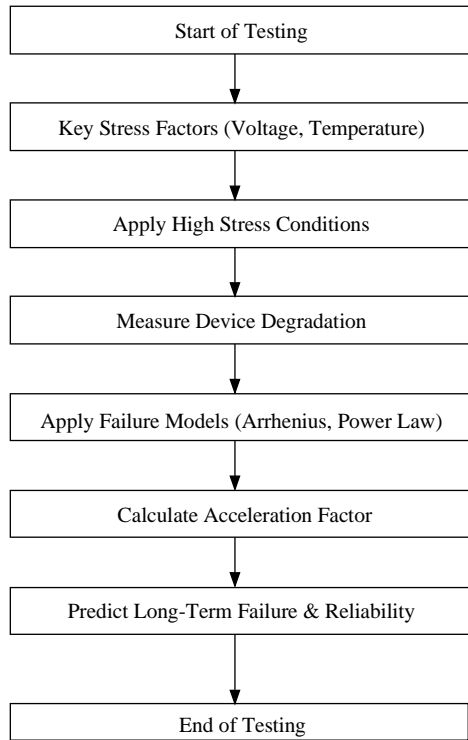 Start of Testing
Key Stress Factors (Voltage, Temperature)
Apply High Stress Conditions
Measure Device Degradation
Apply Failure Models (Arrhenius, Power Law)
Calculate Acceleration Factor
Predict Long-Term Failure & Reliability
End of Testing